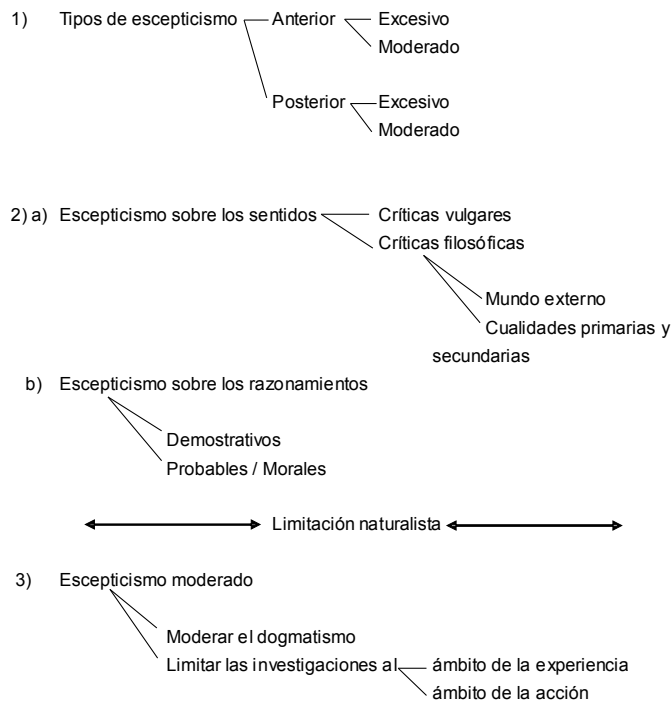 1) Tipos de escepticismo Anterior Excesivo
Moderado
Posterior Excesivo
Moderado
2) a) Escepticismo sobre los sentidos Críticas vulgares
Críticas filosóficas
Mundo externo
Cualidades primarias y
secundarias
b) Escepticismo sobre los razonamientos
Demostrativos
Probables / Morales
Limitación naturalista
3) Escepticismo moderado
Moderar el dogmatismo
Limitar las investigaciones al ámbito de la experiencia
ámbito de la acción